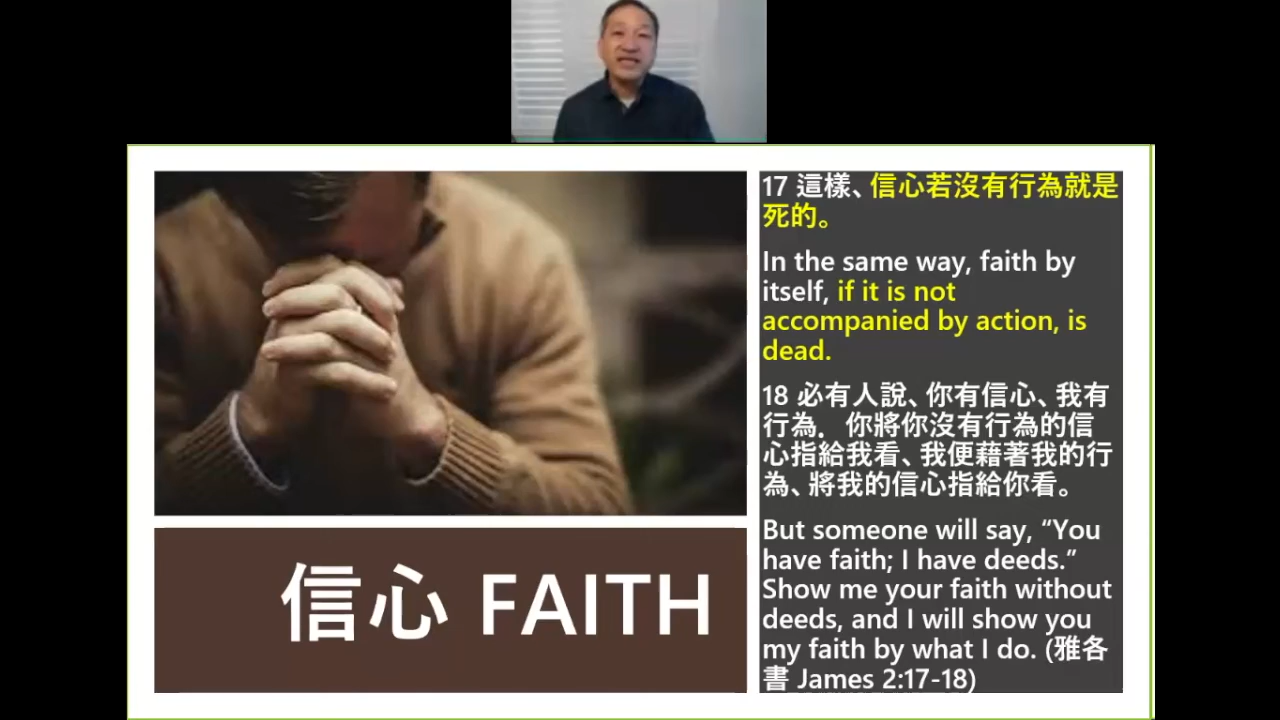 信心 FAITH
17 這樣、信心若沒有行為就是
死的。
In the same way, faith by
itself, if it is not
accompanied by action, is
dead.
18 必有人說、你有信心、我有
行為． 你將你沒有行為的信
心指給我看、我便藉著我的行
為、將我的信心指給你看。
But someone will say, “You
have faith; I have deeds.”
Show me your faith without
deeds, and I will show you
my faith by what I do. (雅各
書 James 2:17-18)